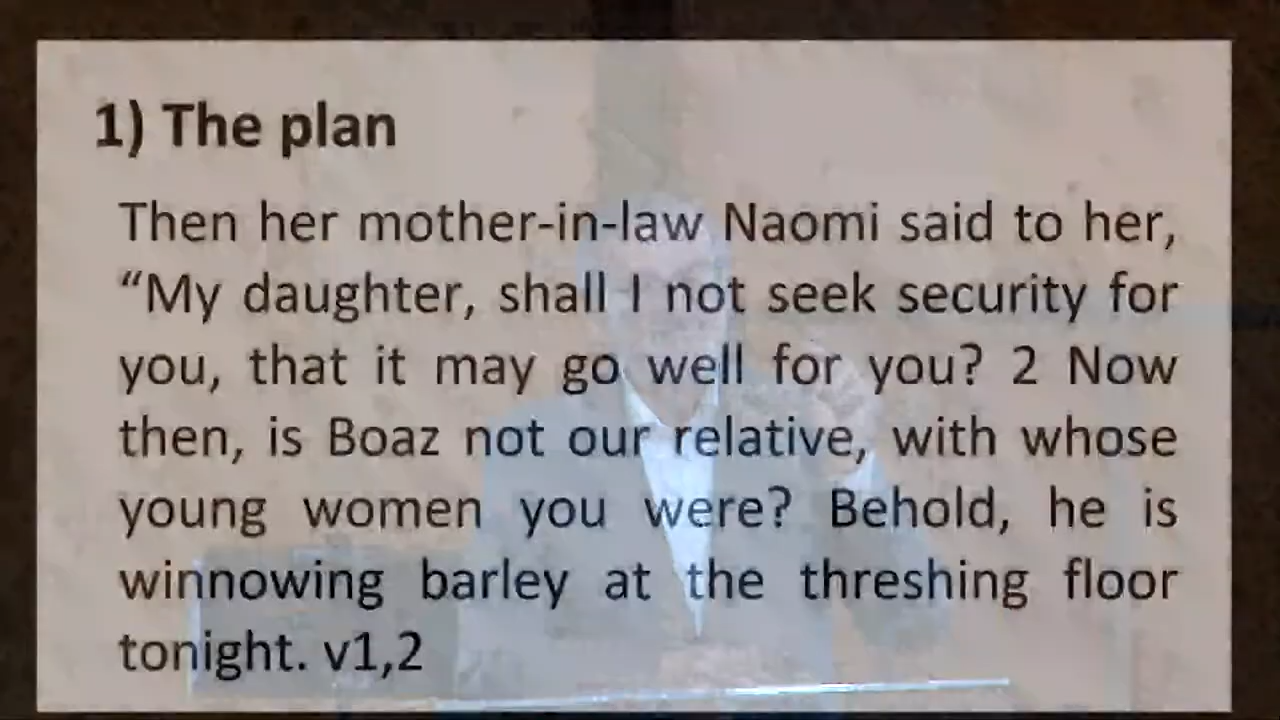 1) The plan
Then her mother-in-law Naomi said to her,
“My daughter, shall I not seek security for
you, that it may go well for you? 2 Now
then, is Boaz not our relative, with whose
young women you were? Behold, he is
winnowing barley at the threshing floor
tonight. v1,2